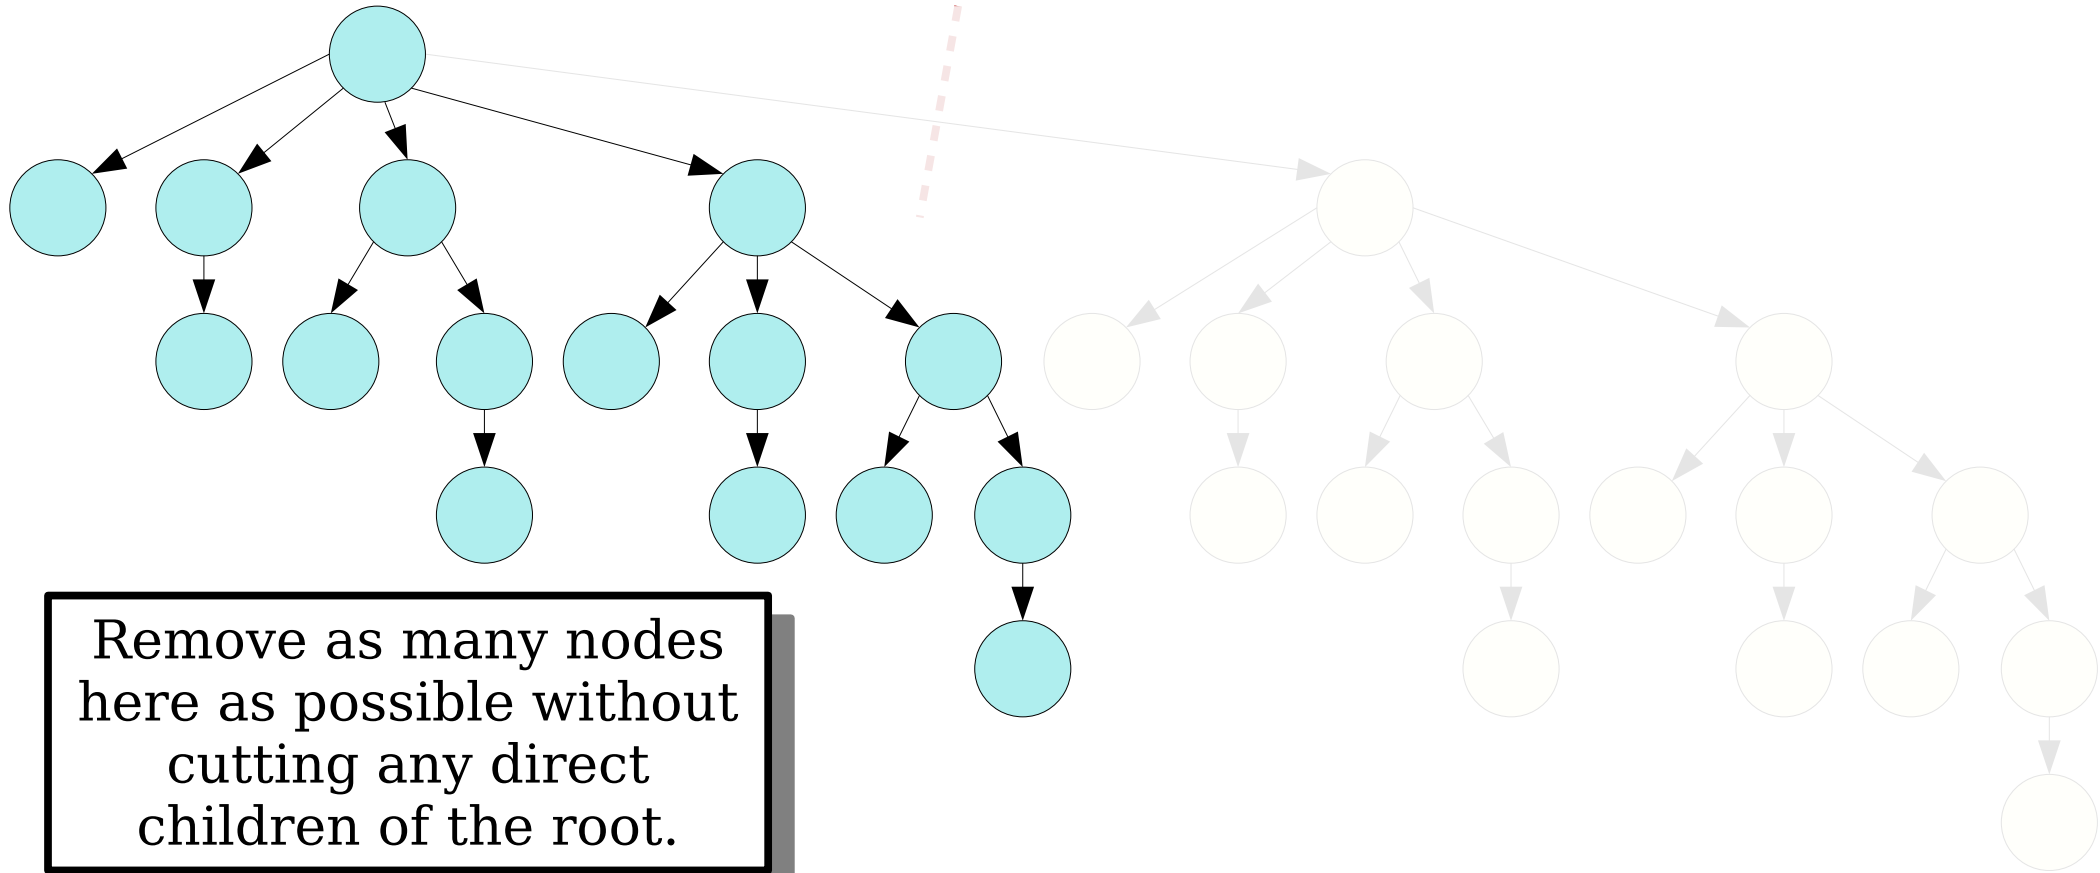 Remove as many nodes
here as possible without
cutting any direct
children of the root.